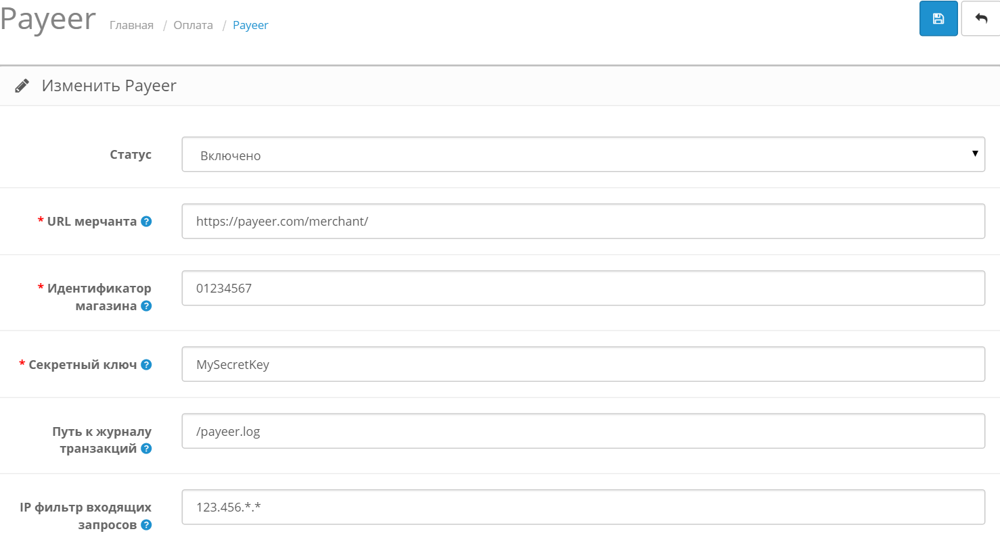 Payeer Главная / Оплата / Payeer
Изменить Payeer
Статус Включено
* URL мерчанта https://payeer.com/merchant/
* Идентификатор
магазина 01234567
* Секретный ключ MySecretKey
Путь к журналу
транзакций /payeer.log
IP фильтр входящих
запросов 123.456.*.*